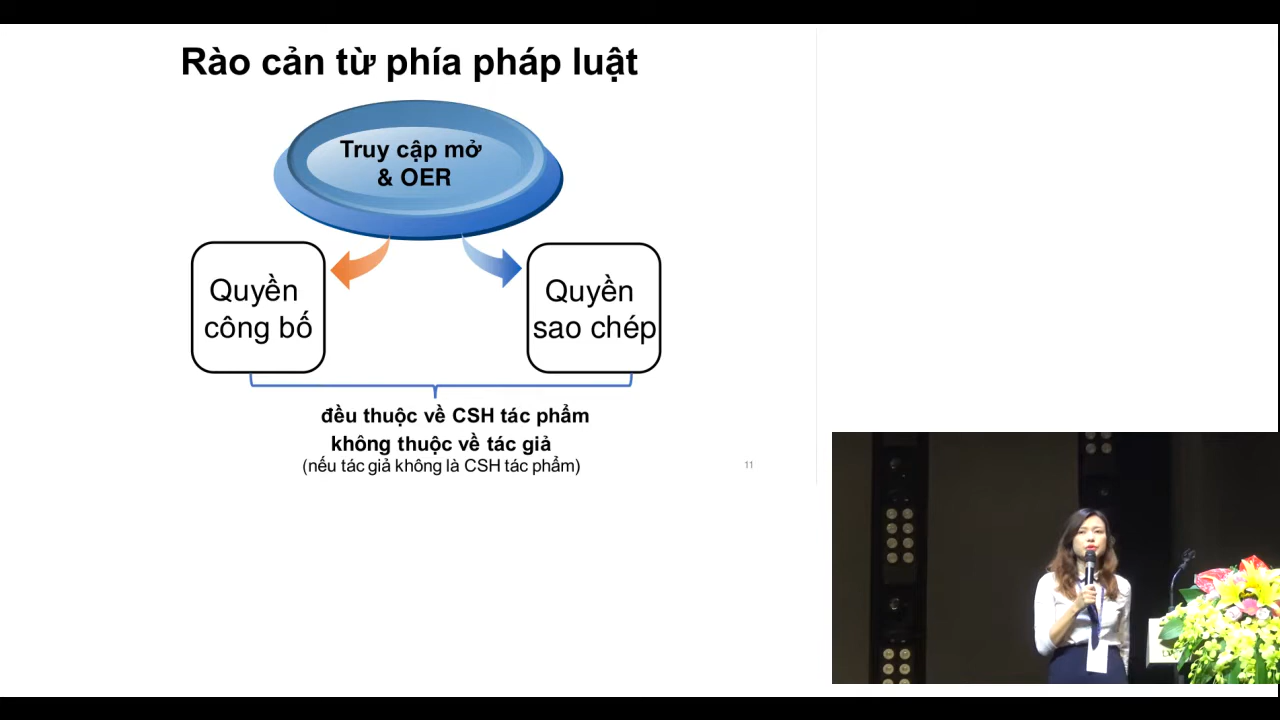 Rào cản từ phía pháp luật
Truy cập mở
& OER
Quyền
công bố
Quyền
sao chép
đều thuộc về CSH tác phẩm
không thuộc về tác giả
(nếu tác giả không là CSH tác phẩm)
11